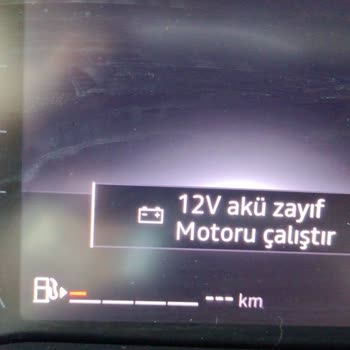 12V akü zayıf
Motoru çalıştır
--- km